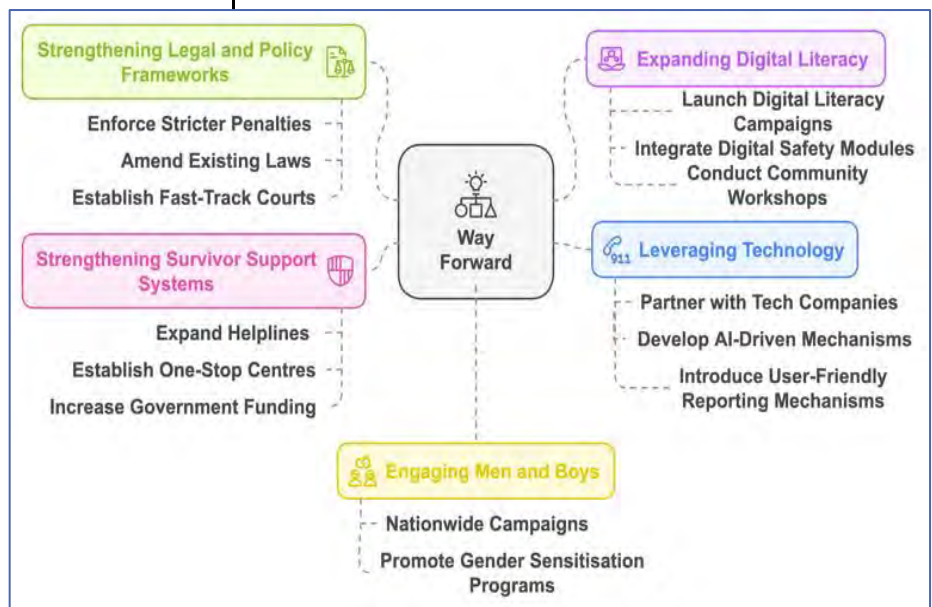 Strengthening Legal and Policy
Frameworks
Enforce Stricter Penalties
Amend Existing Laws
Establish Fast-Track Courts
Strengthening Survivor Support
Systems
Expand Helplines
Establish One-Stop Centres
Increase Government Funding
Way
Forward
Expanding Digital Literacy
Launch Digital Literacy
Campaigns
Integrate Digital Safety Modules
Conduct Community
Workshops
911
Leveraging Technology
Partner with Tech Companies
Develop AI-Driven Mechanisms
Introduce User-Friendly
Reporting Mechanisms
Engaging Men and Boys
Nationwide Campaigns
Promote Gender Sensitisation
Programs